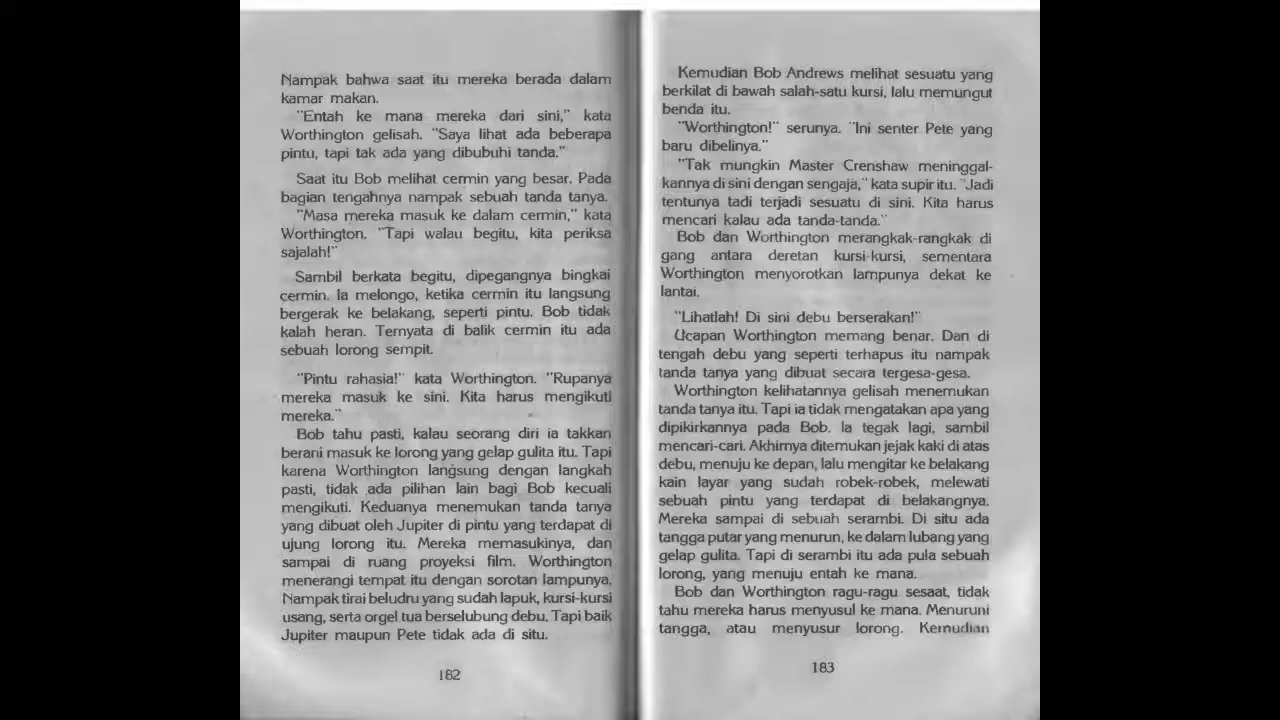 Nampak bahwa saat itu mereka berada dalam
kamar makan.
"Entah ke mana mereka dari sini," kata
Worthington gelisah. "Saya lihat ada beberapa
pintu, tapi tak ada yang dibubuhi tanda."
Saat itu Bob melihat cermin yang besar. Pada
bagian tengahnya nampak sebuah tanda tanya.
"Masa mereka masuk ke dalam cermin," kata
Worthington. "Tapi walau begitu, kita periksa
sajalah!"
Sambil berkata begitu, dipegangnya bingkai
cermin. Ia melongo, ketika cermin itu langsung
bergerak ke belakang, seperti pintu. Bob tidak
kalah heran. Ternyata di balik cermin itu ada
sebuah lorong sempit.
"Pintu rahasia!" kata Worthington. "Rupanya
mereka masuk ke sini. Kita harus mengikuti
mereka."
Bob tahu pasti, kalau seorang diri ia takkan
berani masuk ke lorong yang gelap gulita itu. Tapi
karena Worthington langsung dengan langkah
pasti, tidak ada pilihan lain bagi Bob kecuali
mengikuti. Keduanya menemukan tanda tanya
yang dibuat oleh Jupiter di pintu yang terdapat di
ujung lorong itu. Mereka memasukinya, dan
sampai di ruang proyeksi film. Worthington
menerangi tempat itu dengan sorotan lampunya.
Nampak tirai beludru yang sudah lapuk, kursi-kursi
usang, serta orgel tua berselubung debu. Tapi baik
Jupiter maupun Pete tidak ada di situ.
182
Kemudian Bob Andrews melihat sesuatu yang
berkilat di bawah salah-satu kursi, lalu memungut
benda itu.
"Worthington!" serunya. "Ini senter Pete yang
baru dibelinya."
"Tak mungkin Master Crenshaw meninggal-
kannya di sini dengan sengaja," kata supir itu. "Jadi
tentunya tadi terjadi sesuatu di sini. Kita harus
mencari kalau ada tanda-tanda."
Bob dan Worthington merangkak-rangkak di
gang antara deretan kursi-kursi, sementara
Worthington menyorotkan lampunya dekat ke
lantai.
"Lihatlah! Di sini debu berserakan!"
Ucapan Worthington memang benar. Dan di
tengah debu yang seperti terhapus itu nampak
tanda tanya yang dibuat secara tergesa-gesa.
Worthington kelihatannya gelisah menemukan
tanda tanya itu. Tapi ia tidak mengatakan apa yang
dipikirkannya pada Bob. Ia tegak lagi, sambil
mencari-cari. Akhirnya ditemukan jejak kaki di atas
debu, menuju ke depan, lalu mengitar ke belakang
kain layar yang sudah robek-robek, melewati
sebuah pintu yang terdapat di belakangnya.
Mereka sampai di sebuah serambi. Di situ ada
tangga putar yang menurun, ke dalam lubang yang
gelap gulita. Tapi di serambi itu ada pula sebuah
lorong, yang menuju entah ke mana.
Bob dan Worthington ragu-ragu sesaat, tidak
tahu mereka harus menyusul ke mana. Menuruni
tangga, atau menyusur lorong. Kemudian
183